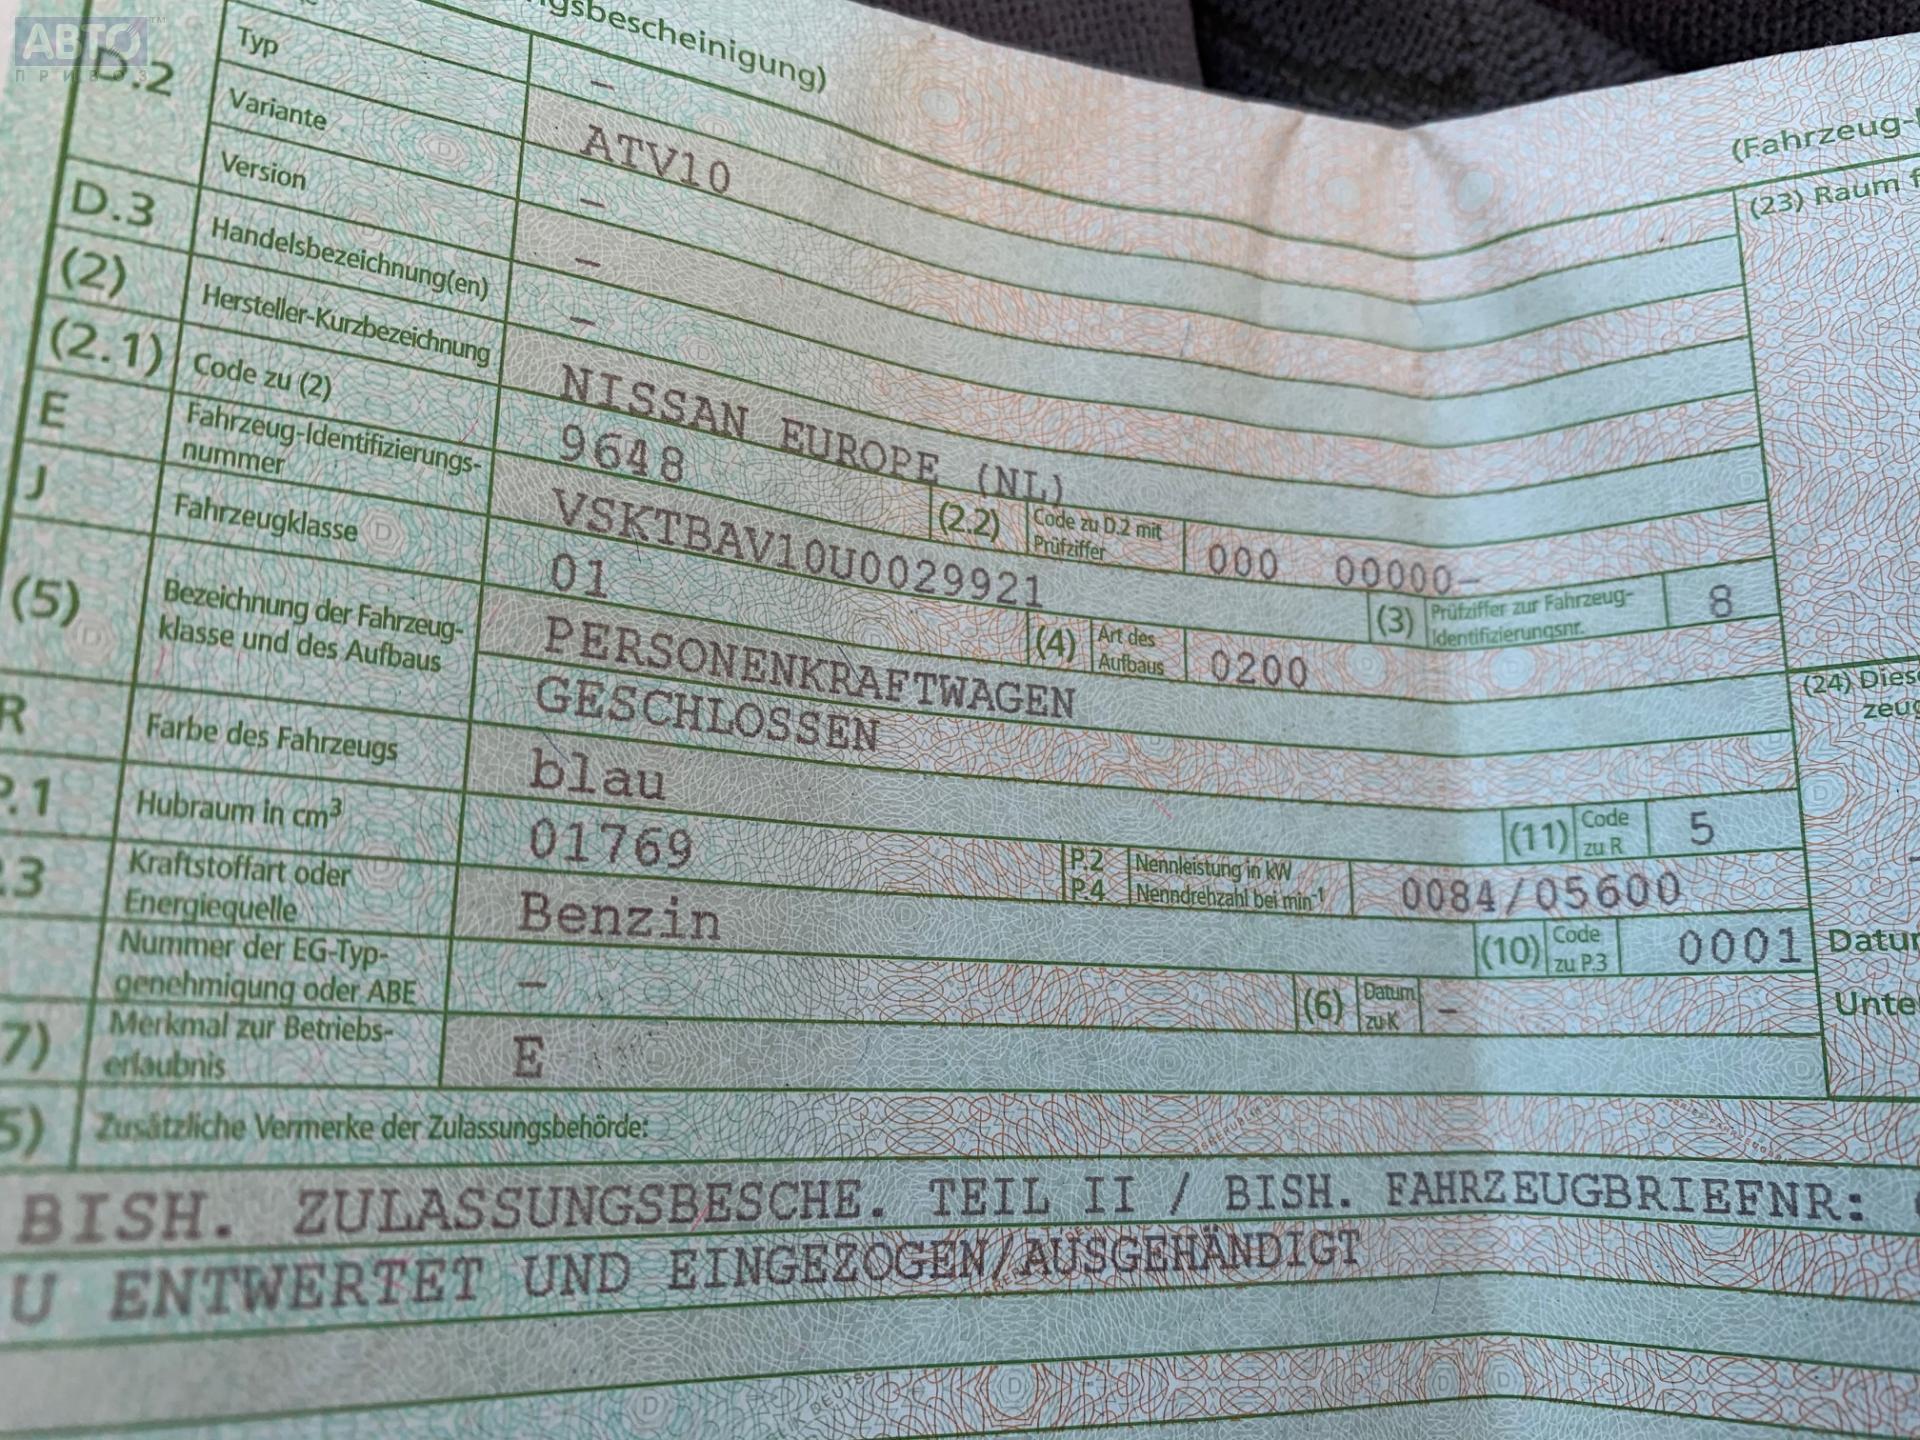 АВТО™
ПРИВОЗ
gsbescheinigung)
(Fahrzeug-
D.2 Typ –
ATV10
Variante –
Version –
D.3 Handelsbezeichnung(en) –
(2) Hersteller-Kurzbezeichnung NISSAN EUROPE (NL)
(2.1) Code zu (2) 9648 (2.2) Code zu D.2 mit Prüfziffer 000 00000–
E Fahrzeug-Identifizierungs-
nummer VSKTBAV10U0029921 (3) Prüfziffer zur Fahrzeug-
Identifizierungsnr. 8
J Fahrzeugklasse 01 (4) Art des Aufbaus 0200
(5) Bezeichnung der Fahrzeug- PERSONENKRAFTWAGEN
klasse und des Aufbaus GESCHLOSSEN
R Farbe des Fahrzeugs blau (11) Code zu R 5
P.1 Hubraum in cm³ 01769 P.2 Nennleistung in kW
P.4 Nenndrehzahl bei min⁻¹ 0084/05600
.3 Kraftstoffart oder
Energiequelle Benzin (10) Code zu P.3 0001
Nummer der EG-Typ-
genehmigung oder ABE – (6) Datum zu K –
7) Merkmal zur Betriebs-
erlaubnis E
(23) Raum f
(24) Diese
zeug
Datum
Unte
5) Zusätzliche Vermerke der Zulassungsbehörde:
BISH. ZULASSUNGSBESCHE. TEIL II / BISH. FAHRZEUGBRIEFNR:
U ENTWERTET UND EINGEZOGEN/AUSGEHÄNDIGT